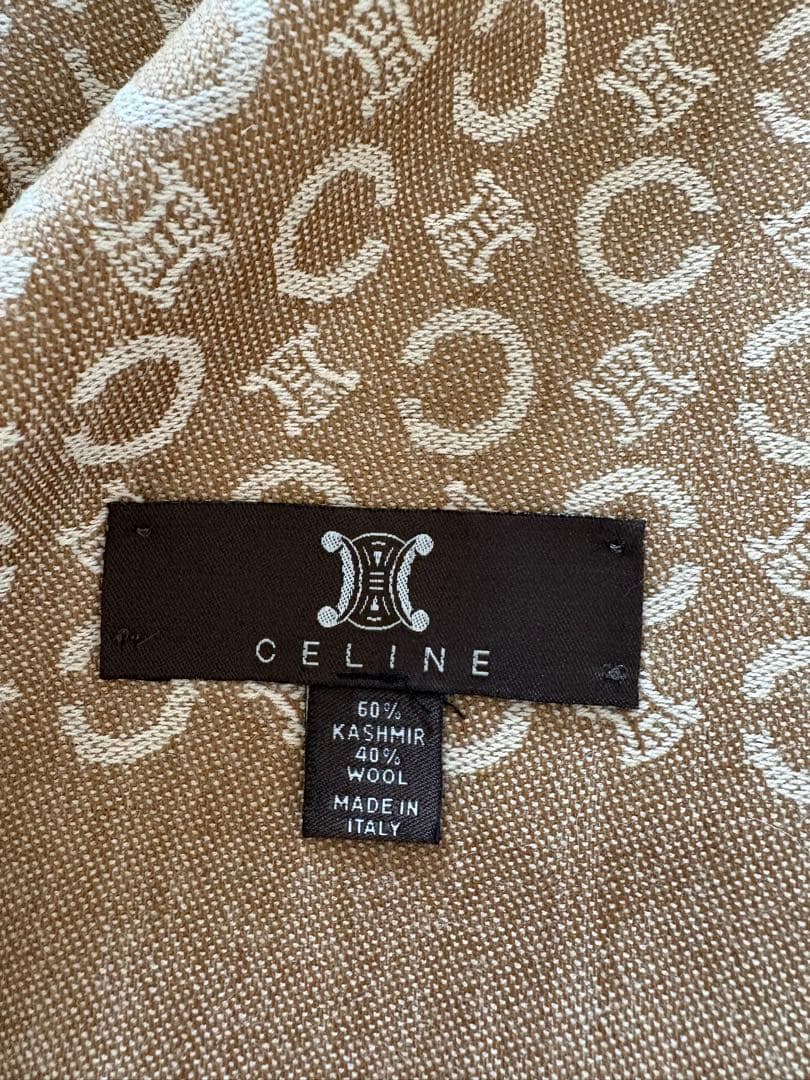 CELINE
60%
KASHMIR
40%
WOOL
MADE IN
ITALY